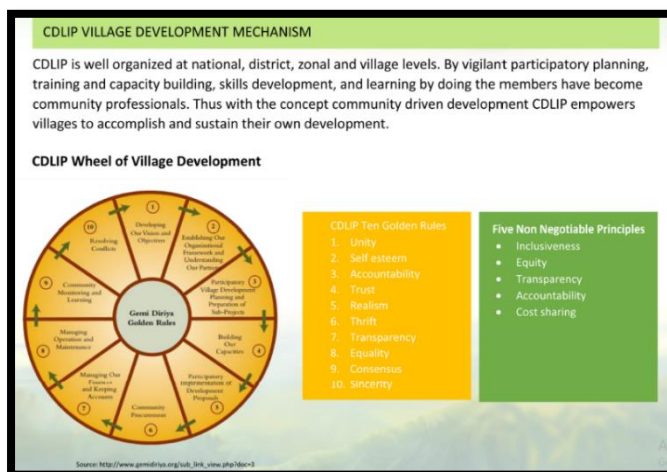 CDLIP VILLAGE DEVELOPMENT MECHANISM
CDLIP is well organized at national, district, zonal and village levels. By vigilant participatory planning,
training and capacity building, skills development, and learning by doing the members have become
community professionals. Thus with the concept community driven development CDLIP empowers
villages to accomplish and sustain their own development.
CDLIP Wheel of Village Development
1
Developing
Our Vision and
Objectives
2
Establishing Our
Organizational
Framework and
Understanding
Our Partners
3
Participatory
Village Development
Planning and
Preparation of
Sub-Projects
4
Building
Our
Capacities
5
Participatory
Implementation of
Development
Proposals
6
Community
Procurement
7
Managing Our
Finance
and Keeping
Accounts
8
Managing
Operation and
Maintenance
9
Community
Monitoring and
Learning
10
Resolving
Conflicts
Gemi Diriya
Golden Rules
CDLIP Ten Golden Rules
1. Unity
2. Self esteem
3. Accountability
4. Trust
5. Realism
6. Thrift
7. Transparency
8. Equality
9. Consensus
10. Sincerity
Five Non Negotiable Principles
• Inclusiveness
• Equity
• Transparency
• Accountability
• Cost sharing
Source: http://www.gemidiriya.org/sub_link_view.php?doc=3